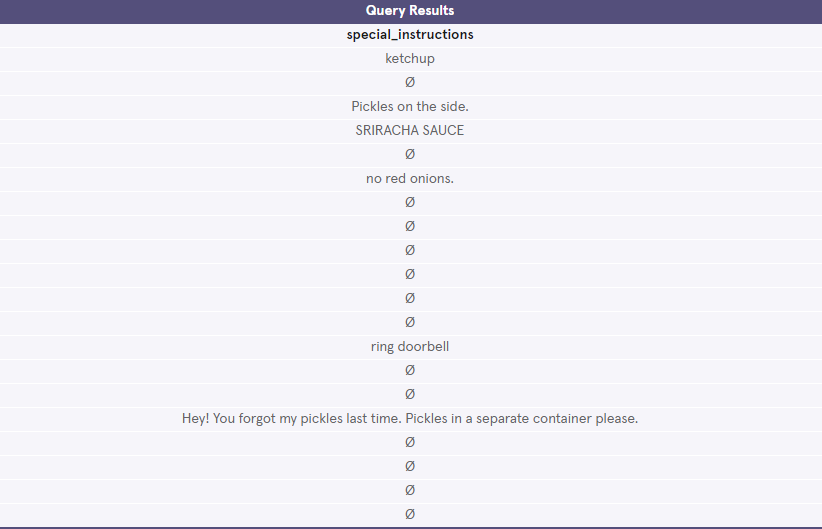 Query Results
special_instructions
ketchup
Ø
Pickles on the side.
SRIRACHA SAUCE
Ø
no red onions.
Ø
Ø
Ø
Ø
Ø
Ø
ring doorbell
Ø
Ø
Hey! You forgot my pickles last time. Pickles in a separate container please.
Ø
Ø
Ø
Ø